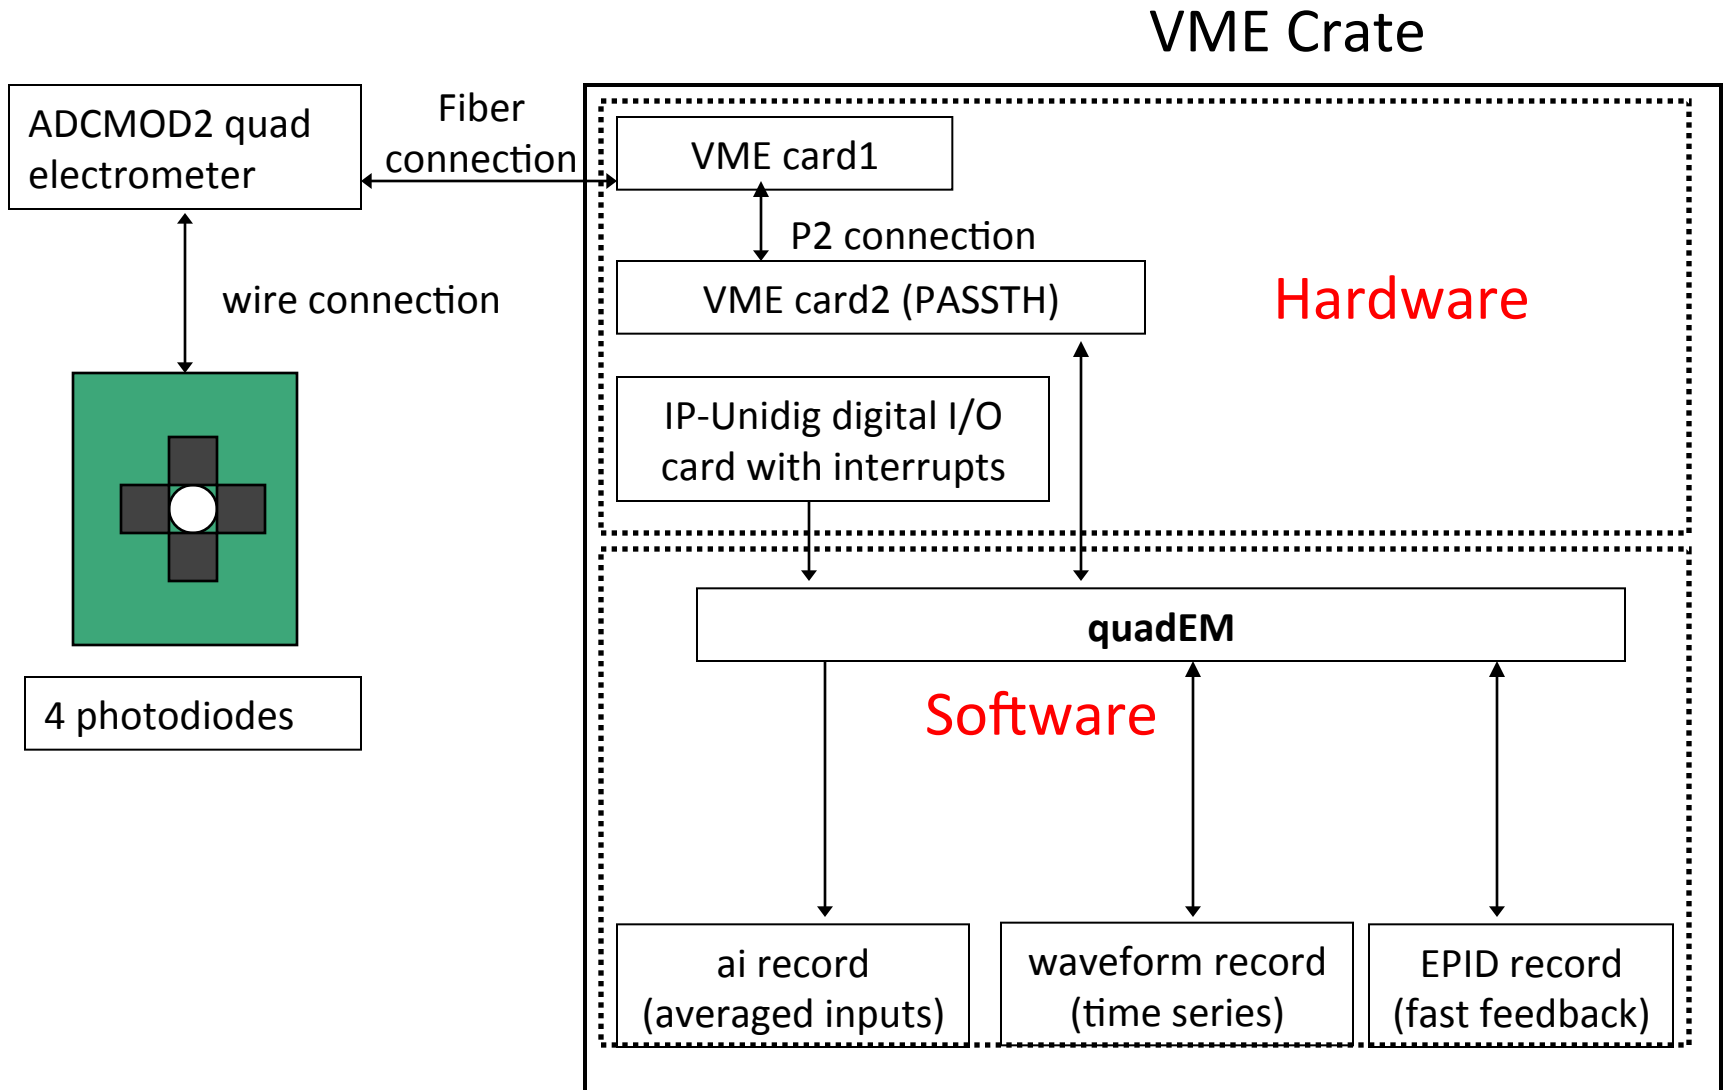 VME Crate
ADCMOD2 quad
electrometer
Fiber
connection
VME card1
P2 connection
wire connection
VME card2 (PASSTH)
Hardware
IP-Unidig digital I/O
card with interrupts
quadEM
Software
4 photodiodes
ai record
(averaged inputs)
waveform record
(time series)
EPID record
(fast feedback)